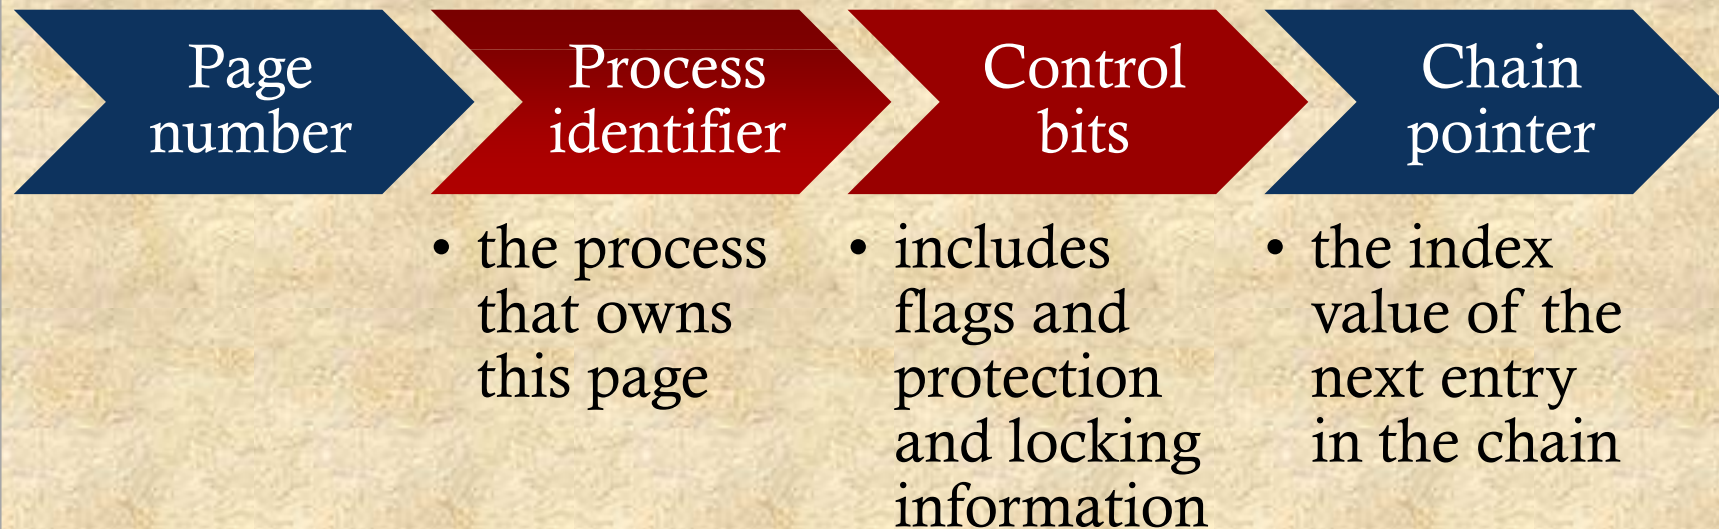 Page
number
Process
identifier
Control
bits
Chain
pointer
• the process
that owns
this page
• includes
flags and
protection
and locking
information
• the index
value of the
next entry
in the chain